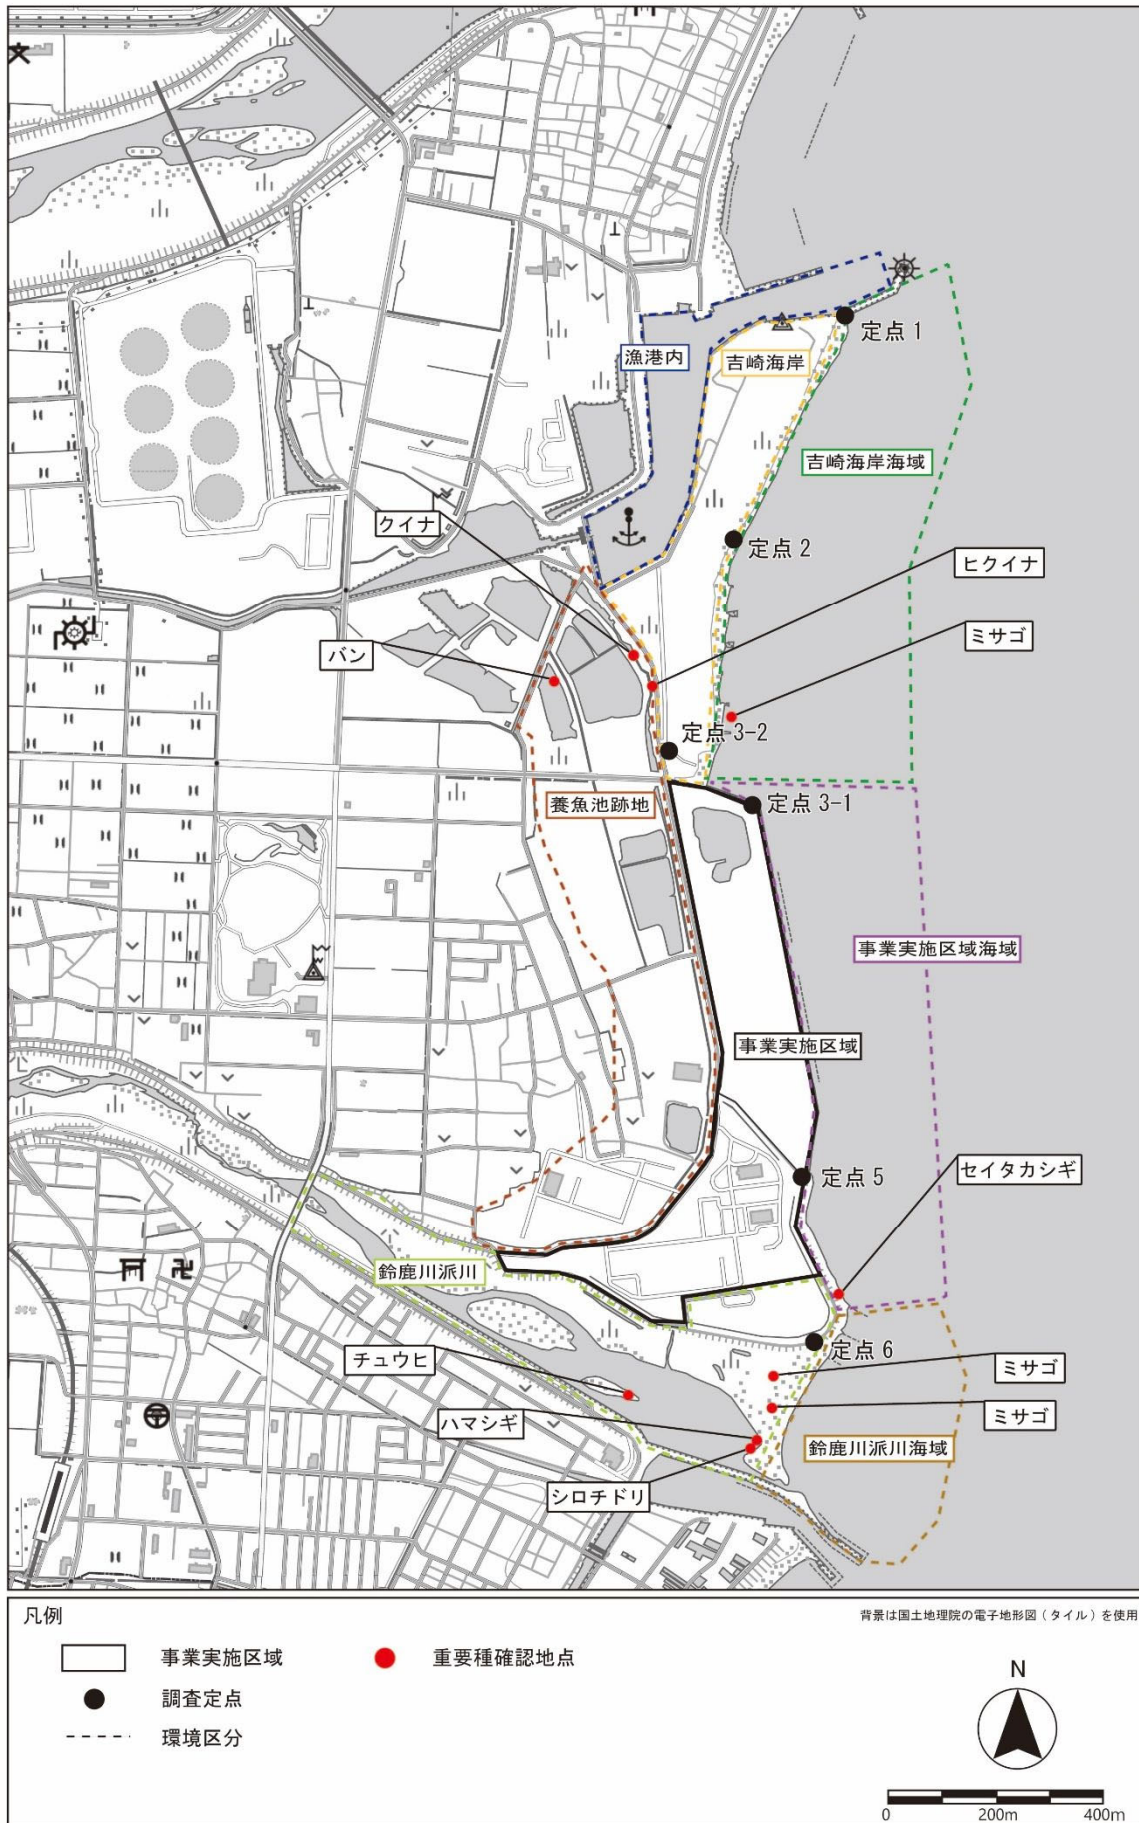 定点 1
漁港内
吉崎海岸
吉崎海岸海域
クイナ
定点 2
ヒクイナ
バン
ミサゴ
定点 3-2
養魚池跡地
定点 3-1
事業実施区域海域
事業実施区域
セイタカシギ
定点 5
鈴鹿川派川
定点 6
チュウヒ
ミサゴ
ハマシギ
ミサゴ
鈴鹿川派川海域
シロチドリ
凡例
背景は国土地理院の電子地形図（タイル）を使用
事業実施区域
重要種確認地点
調査定点
環境区分
N
0 200m 400m